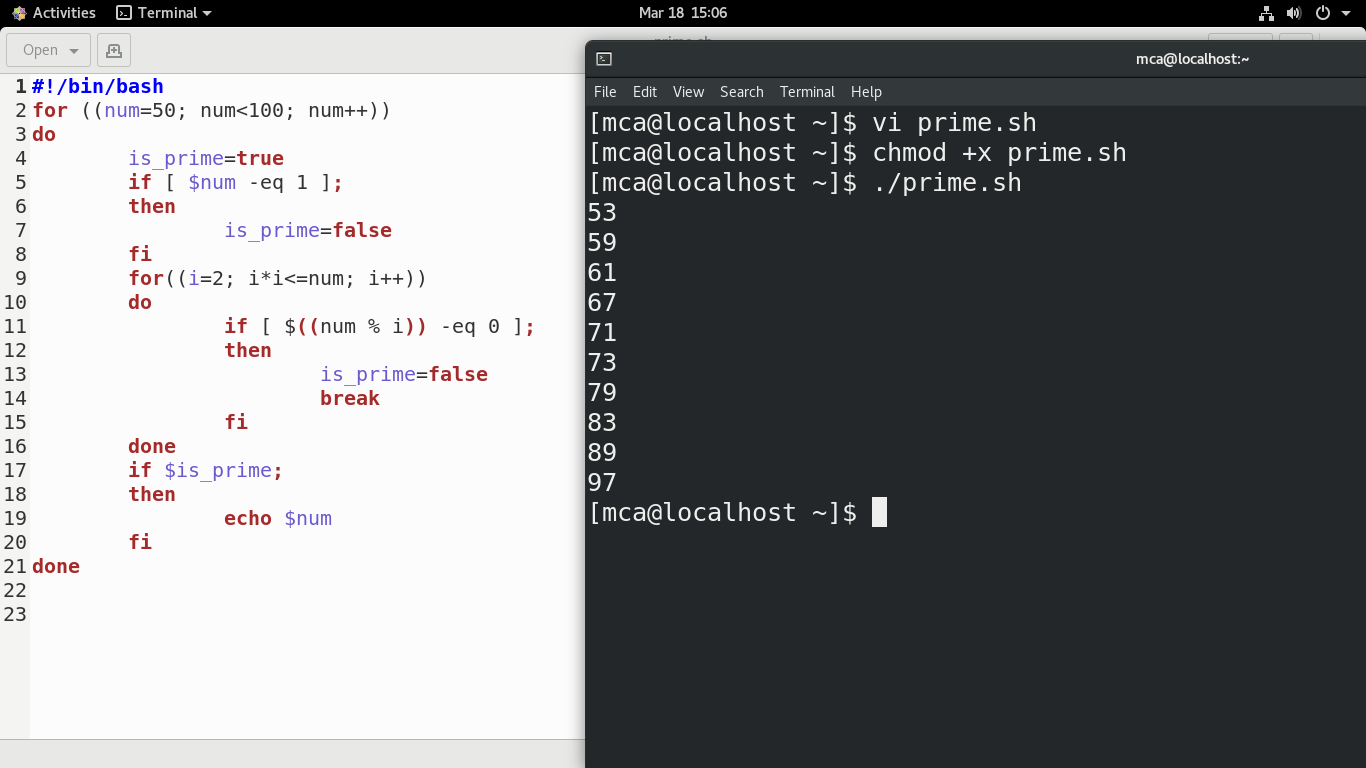 Activities Terminal Mar 18 15:06
Open
1 #!/bin/bash
2 for ((num=50; num<100; num++))
3 do
4 is_prime=true
5 if [ $num -eq 1 ];
6 then
7 is_prime=false
8 fi
9 for((i=2; i*i<=num; i++))
10 do
11 if [ $((num % i)) -eq 0 ];
12 then
13 is_prime=false
14 break
15 fi
16 done
17 if $is_prime;
18 then
19 echo $num
20 fi
21 done
22
23
mca@localhost:~
File Edit View Search Terminal Help
[mca@localhost ~]$ vi prime.sh
[mca@localhost ~]$ chmod +x prime.sh
[mca@localhost ~]$ ./prime.sh
53
59
61
67
71
73
79
83
89
97
[mca@localhost ~]$